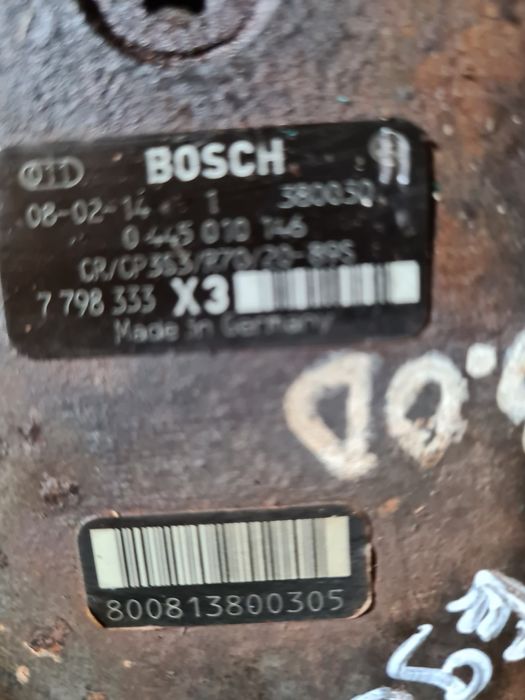 BOSCH
08-02-14 1 380030
0 445 010 146
CR/CP3S3/R70/20-89S
7 798 333 X3
Made in Germany
800813800305